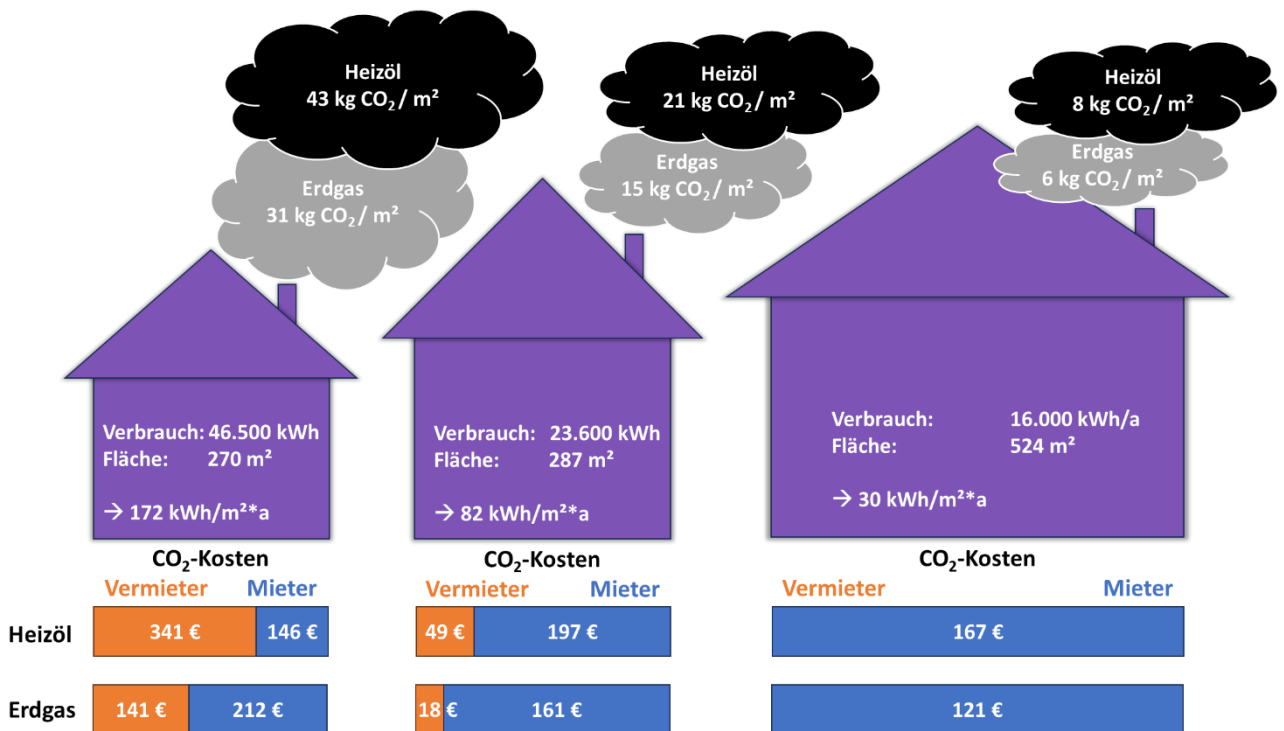 Heizöl
43 kg CO₂ / m²
Erdgas
31 kg CO₂ / m²
Heizöl
21 kg CO₂ / m²
Erdgas
15 kg CO₂ / m²
Heizöl
8 kg CO₂ / m²
Erdgas
6 kg CO₂ / m²
Verbrauch: 46.500 kWh
Fläche: 270 m²
→ 172 kWh/m²*a
Verbrauch: 23.600 kWh
Fläche: 287 m²
→ 82 kWh/m²*a
Verbrauch: 16.000 kWh/a
Fläche: 524 m²
→ 30 kWh/m²*a
CO₂-Kosten CO₂-Kosten CO₂-Kosten
Vermieter Mieter Vermieter Mieter Vermieter Mieter
Heizöl 341 € 146 € 49 € 197 € 167 €
Erdgas 141 € 212 € 18 € 161 € 121 €